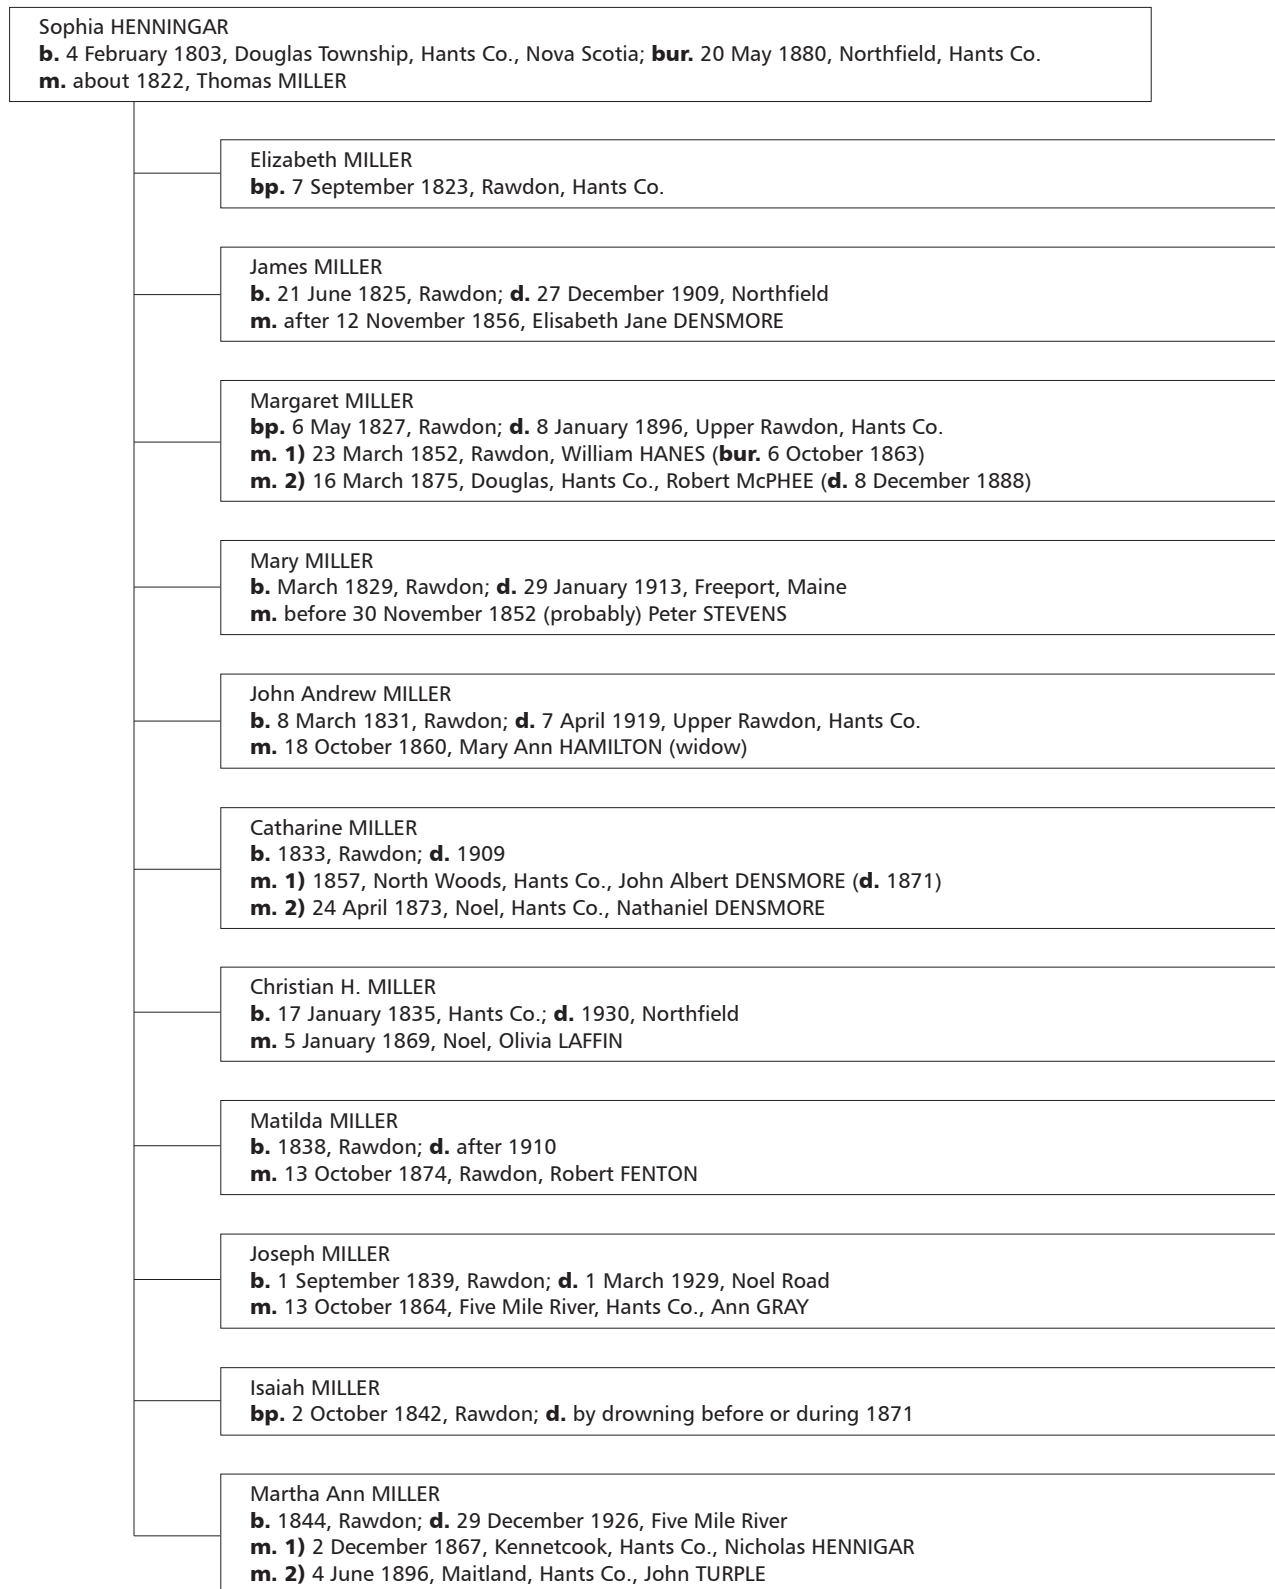 Sophia HENNINGAR
b. 4 February 1803, Douglas Township, Hants Co., Nova Scotia; bur. 20 May 1880, Northfield, Hants Co.
m. about 1822, Thomas MILLER
Elizabeth MILLER
bp. 7 September 1823, Rawdon, Hants Co.
James MILLER
b. 21 June 1825, Rawdon; d. 27 December 1909, Northfield
m. after 12 November 1856, Elisabeth Jane DENSMORE
Margaret MILLER
bp. 6 May 1827, Rawdon; d. 8 January 1896, Upper Rawdon, Hants Co.
m. 1) 23 March 1852, Rawdon, William HANES (bur. 6 October 1863)
m. 2) 16 March 1875, Douglas, Hants Co., Robert McPHEE (d. 8 December 1888)
Mary MILLER
b. March 1829, Rawdon; d. 29 January 1913, Freeport, Maine
m. before 30 November 1852 (probably) Peter STEVENS
John Andrew MILLER
b. 8 March 1831, Rawdon; d. 7 April 1919, Upper Rawdon, Hants Co.
m. 18 October 1860, Mary Ann HAMILTON (widow)
Catharine MILLER
b. 1833, Rawdon; d. 1909
m. 1) 1857, North Woods, Hants Co., John Albert DENSMORE (d. 1871)
m. 2) 24 April 1873, Noel, Hants Co., Nathaniel DENSMORE
Christian H. MILLER
b. 17 January 1835, Hants Co.; d. 1930, Northfield
m. 5 January 1869, Noel, Olivia LAFFIN
Matilda MILLER
b. 1838, Rawdon; d. after 1910
m. 13 October 1874, Rawdon, Robert FENTON
Joseph MILLER
b. 1 September 1839, Rawdon; d. 1 March 1929, Noel Road
m. 13 October 1864, Five Mile River, Hants Co., Ann GRAY
Isaiah MILLER
bp. 2 October 1842, Rawdon; d. by drowning before or during 1871
Martha Ann MILLER
b. 1844, Rawdon; d. 29 December 1926, Five Mile River
m. 1) 2 December 1867, Kennetcook, Hants Co., Nicholas HENNIGAR
m. 2) 4 June 1896, Maitland, Hants Co., John TURPLE